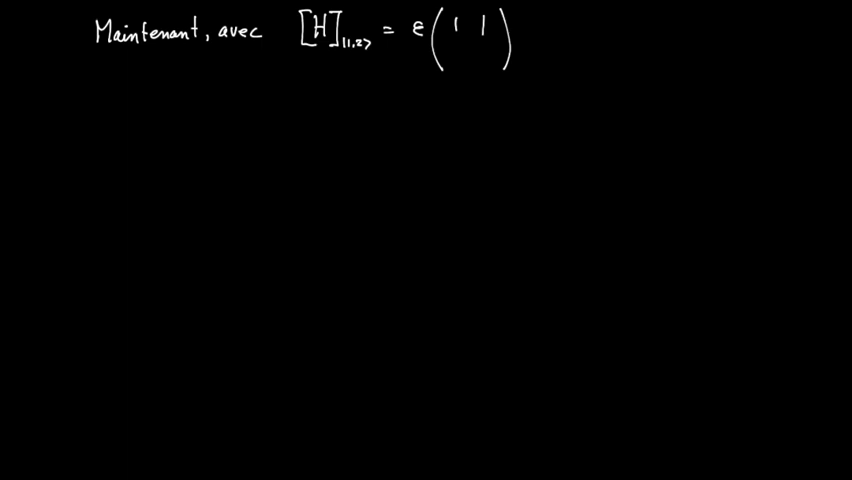 Maintenant, avec [H]|1,2> = ε( 1 1 )